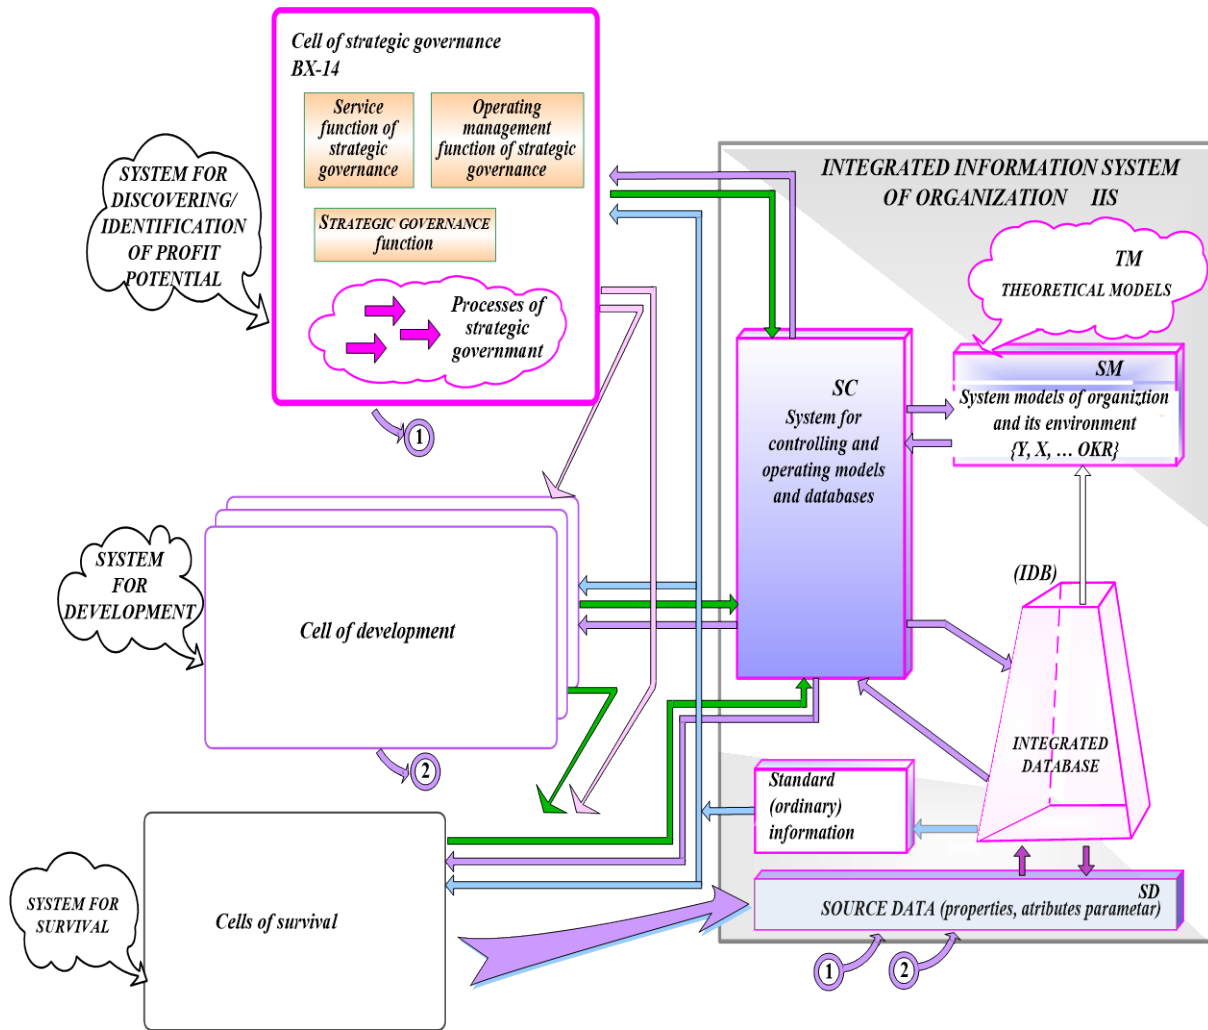 Cell of strategic governance
BX-14
Service
function of
strategic
governance
Operating
management
function of strategic
governance
STRATEGIC GOVERNANCE
function
Processes of
strategic
governmant
SYSTEM FOR
DISCOVERING/
IDENTIFICATION
OF PROFIT
POTENTIAL
1
INTEGRATED INFORMATION SYSTEM
OF ORGANIZATION IIS
TM
THEORETICAL MODELS
SC
System for
controlling and
operating models
and databases
SM
System models of organiztion
and its environment
{Y, X, ... OKR}
SYSTEM
FOR
DEVELOPMENT
Cell of development
2
(IDB)
INTEGRATED
DATABASE
Standard
(ordinary)
information
SYSTEM FOR
SURVIVAL
Cells of survival
SD
SOURCE DATA (properties, atributes parametar)
1
2